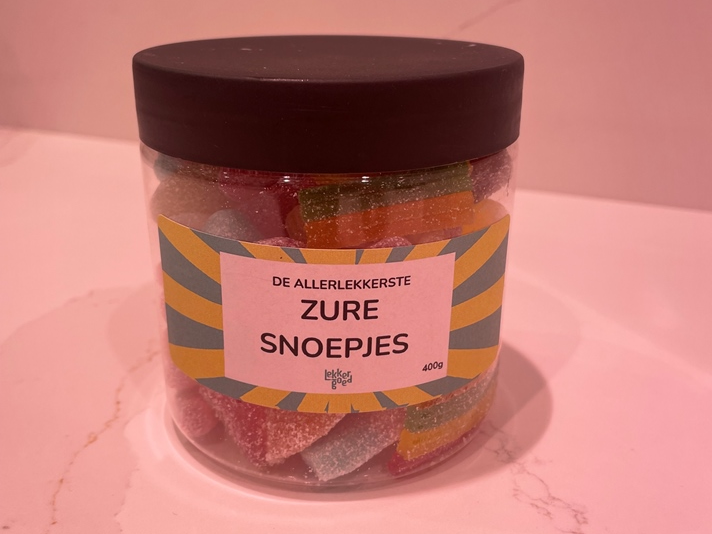 DE ALLERLEKKERSTE
ZURE
SNOEPJES
400g
Lekker
goed